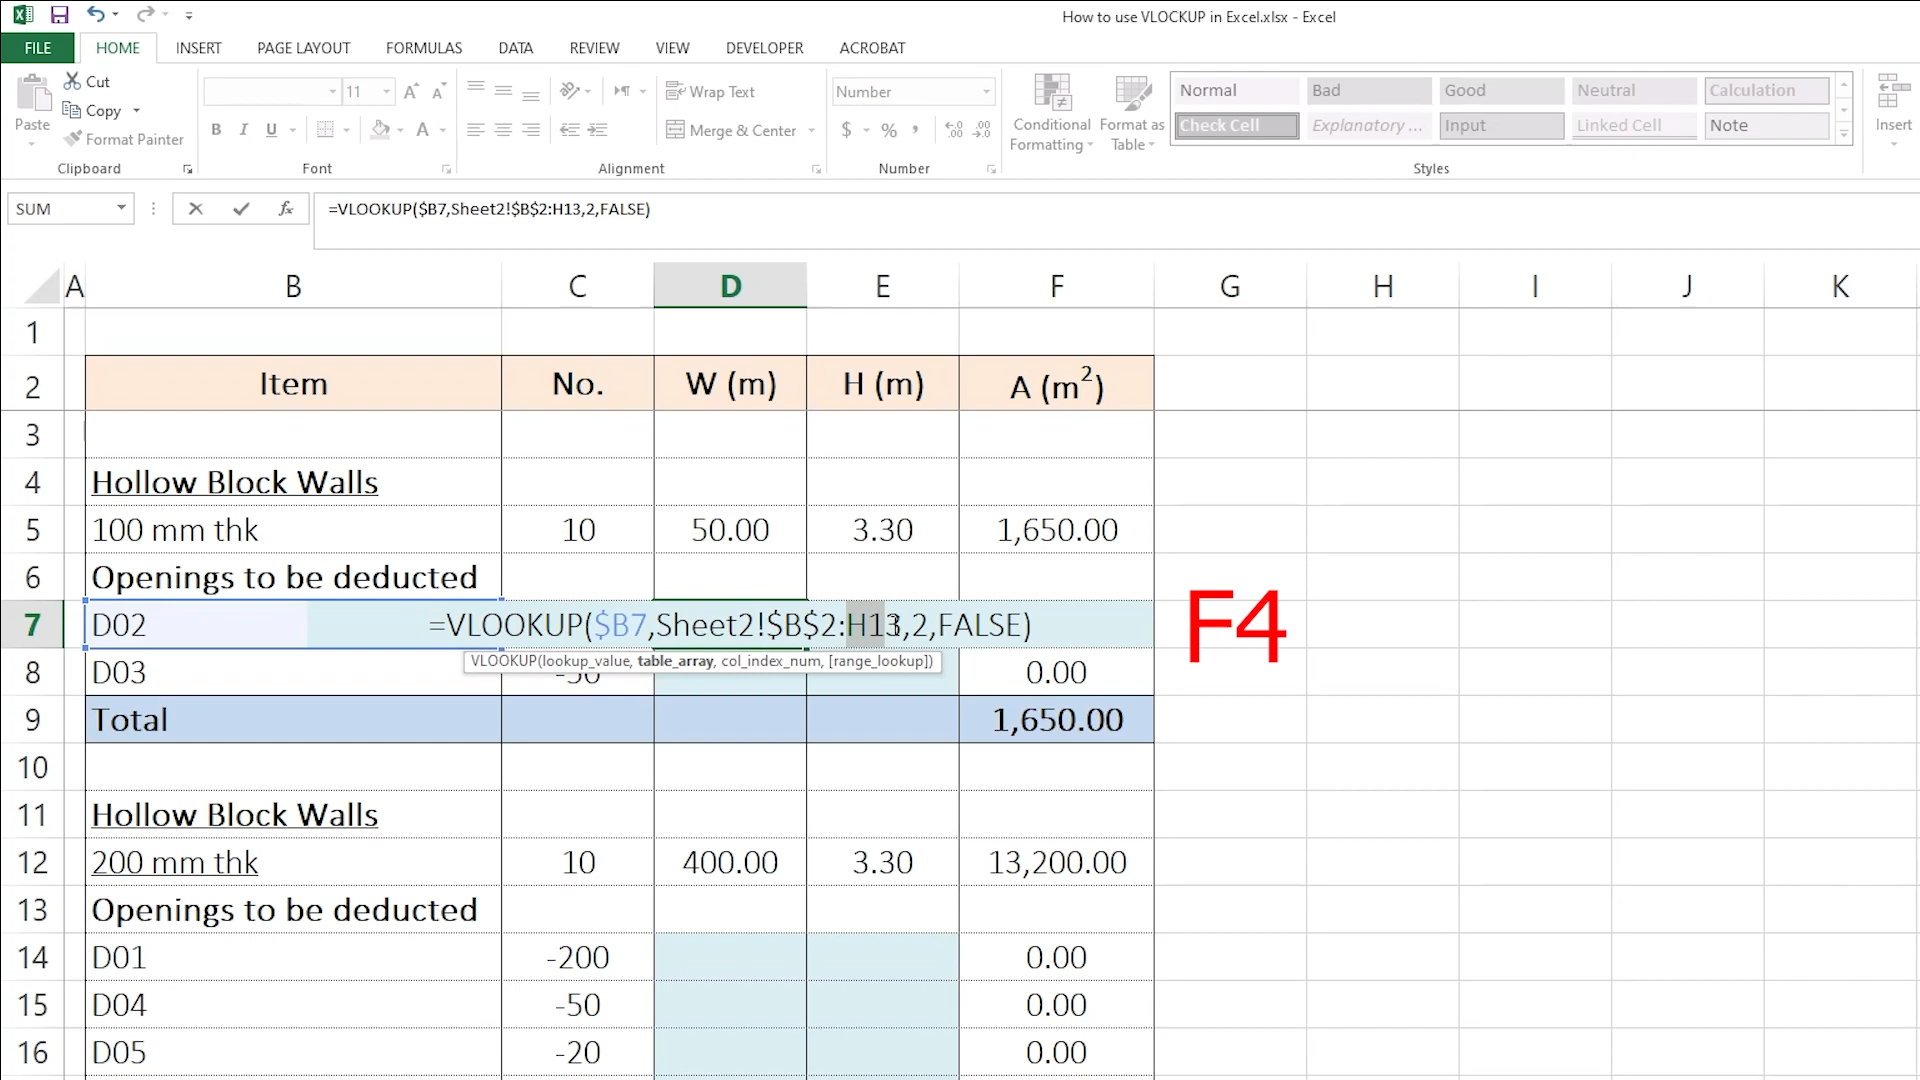 How to use VLOCKUP in Excel.xlsx - Excel
FILE HOME INSERT PAGE LAYOUT FORMULAS DATA REVIEW VIEW DEVELOPER ACROBAT
Paste
Cut
Copy
Format Painter
Clipboard
11
B I U
Font
Wrap Text
Merge & Center
Alignment
Number
$ % ,
Number
Conditional Formatting
Format as Table
Normal Bad Good Neutral Calculation
Check Cell Explanatory ... Input Linked Cell Note
Styles
Insert
SUM
fx
=VLOOKUP($B7,Sheet2!$B$2:H13,2,FALSE)
A B C D E F G H I J K
1
2 Item No. W (m) H (m) A (m²)
3
4 Hollow Block Walls
5 100 mm thk 10 50.00 3.30 1,650.00
6 Openings to be deducted
7 D02 =VLOOKUP($B7,Sheet2!$B$2:H13,2,FALSE)
F4
VLOOKUP(lookup_value, table_array, col_index_num, [range_lookup])
8 D03 -50 0.00
9 Total 1,650.00
10
11 Hollow Block Walls
12 200 mm thk 10 400.00 3.30 13,200.00
13 Openings to be deducted
14 D01 -200 0.00
15 D04 -50 0.00
16 D05 -20 0.00